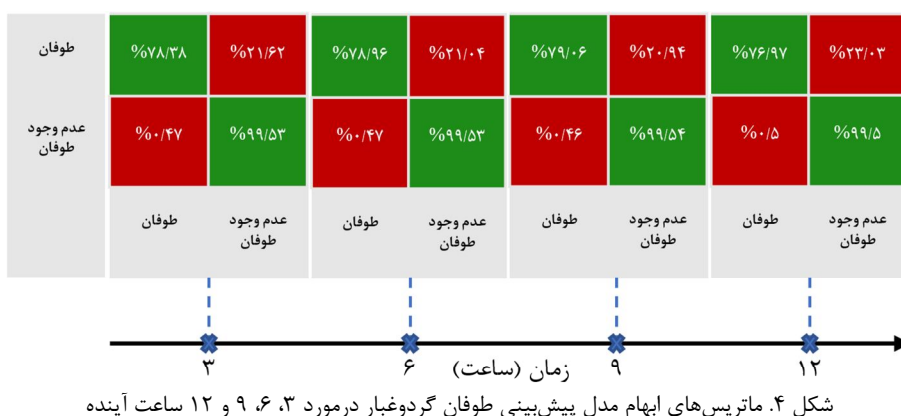 طوفان %۷۸/۳۸ %۲۱/۶۲ %۷۸/۹۶ %۲۱/۰۴ %۷۹/۰۶ %۲۰/۹۴ %۷۶/۹۷ %۲۳/۰۳
عدم وجود
طوفان
%۰/۴۷ %۹۹/۵۳ %۰/۴۷ %۹۹/۵۳ %۰/۴۶ %۹۹/۵۴ %۰/۵ %۹۹/۵
طوفان
عدم وجود
طوفان
طوفان
عدم وجود
طوفان
طوفان
عدم وجود
طوفان
طوفان
عدم وجود
طوفان
۳ ۶ زمان (ساعت) ۹ ۱۲
شکل ۴. ماتریس‌های ابهام مدل پیش‌بینی طوفان گردوغبار درمورد ۳، ۶، ۹ و ۱۲ ساعت آینده